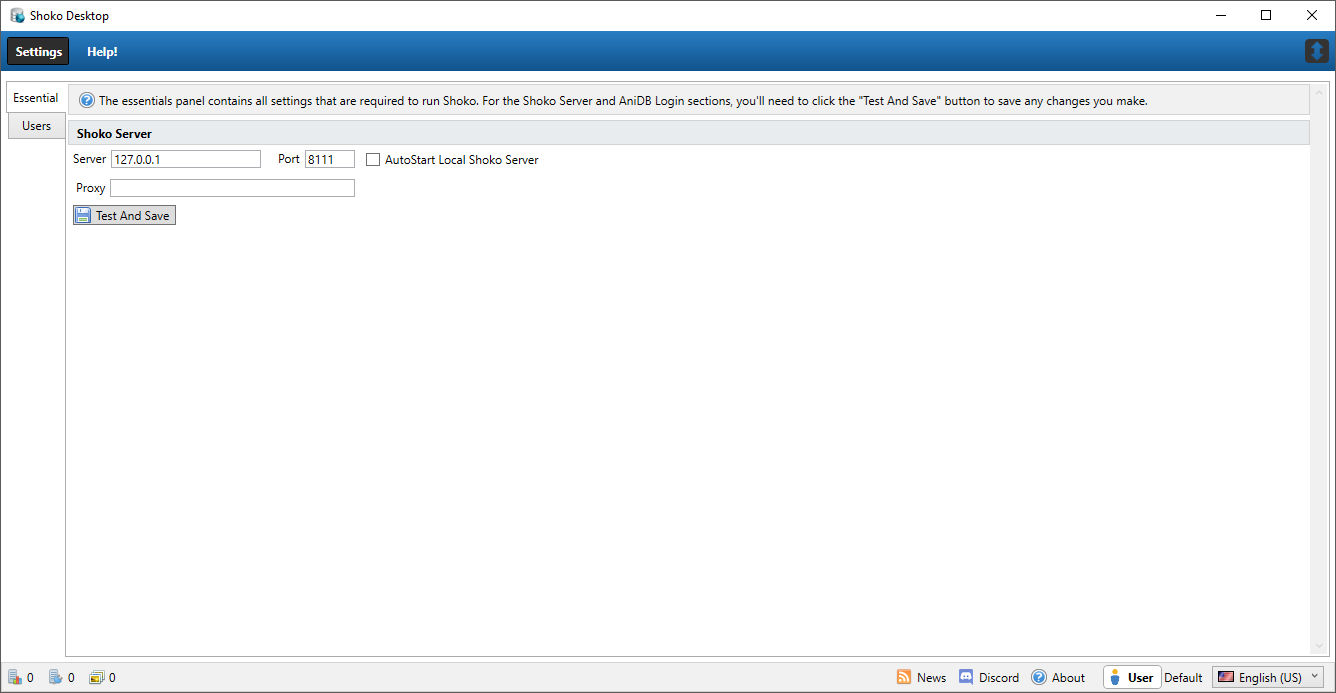 Shoko Desktop
Settings Help!
Essential
Users
The essentials panel contains all settings that are required to run Shoko. For the Shoko Server and AniDB Login sections, you'll need to click the "Test And Save" button to save any changes you make.
Shoko Server
Server 127.0.0.1 Port 8111 AutoStart Local Shoko Server
Proxy
Test And Save
0 0 0 News Discord About User Default English (US)